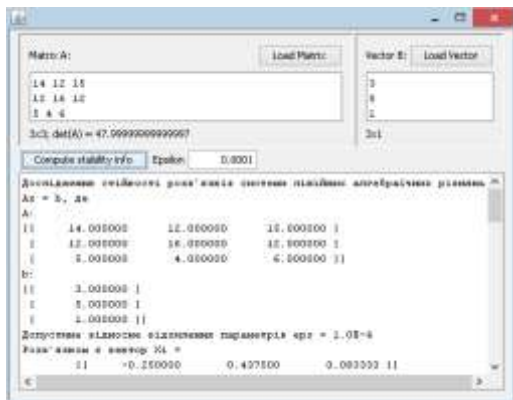 Matrix A: Load Matrix Vector B: Load Vector
14 12 15
12 16 12
5 4 6
3
5
1
3x3; det(A) = 47.99999999999997
3x1
Compute stability info Epsilon 0.0001
Дослідження стійкості розв'язків системи лінійних алгебраїчних рівнянь
Ax = b, де
A:
|| 14.000000 12.000000 15.000000 |
| 12.000000 16.000000 12.000000 |
| 5.000000 4.000000 6.000000 ||
b:
|| 3.000000 |
| 5.000000 |
| 1.000000 ||
Допустиме відносне відхилення параметрів eps = 1.0E-4
Розв'язком є вектор Xi =
|| -0.250000 0.437500 0.083333 ||